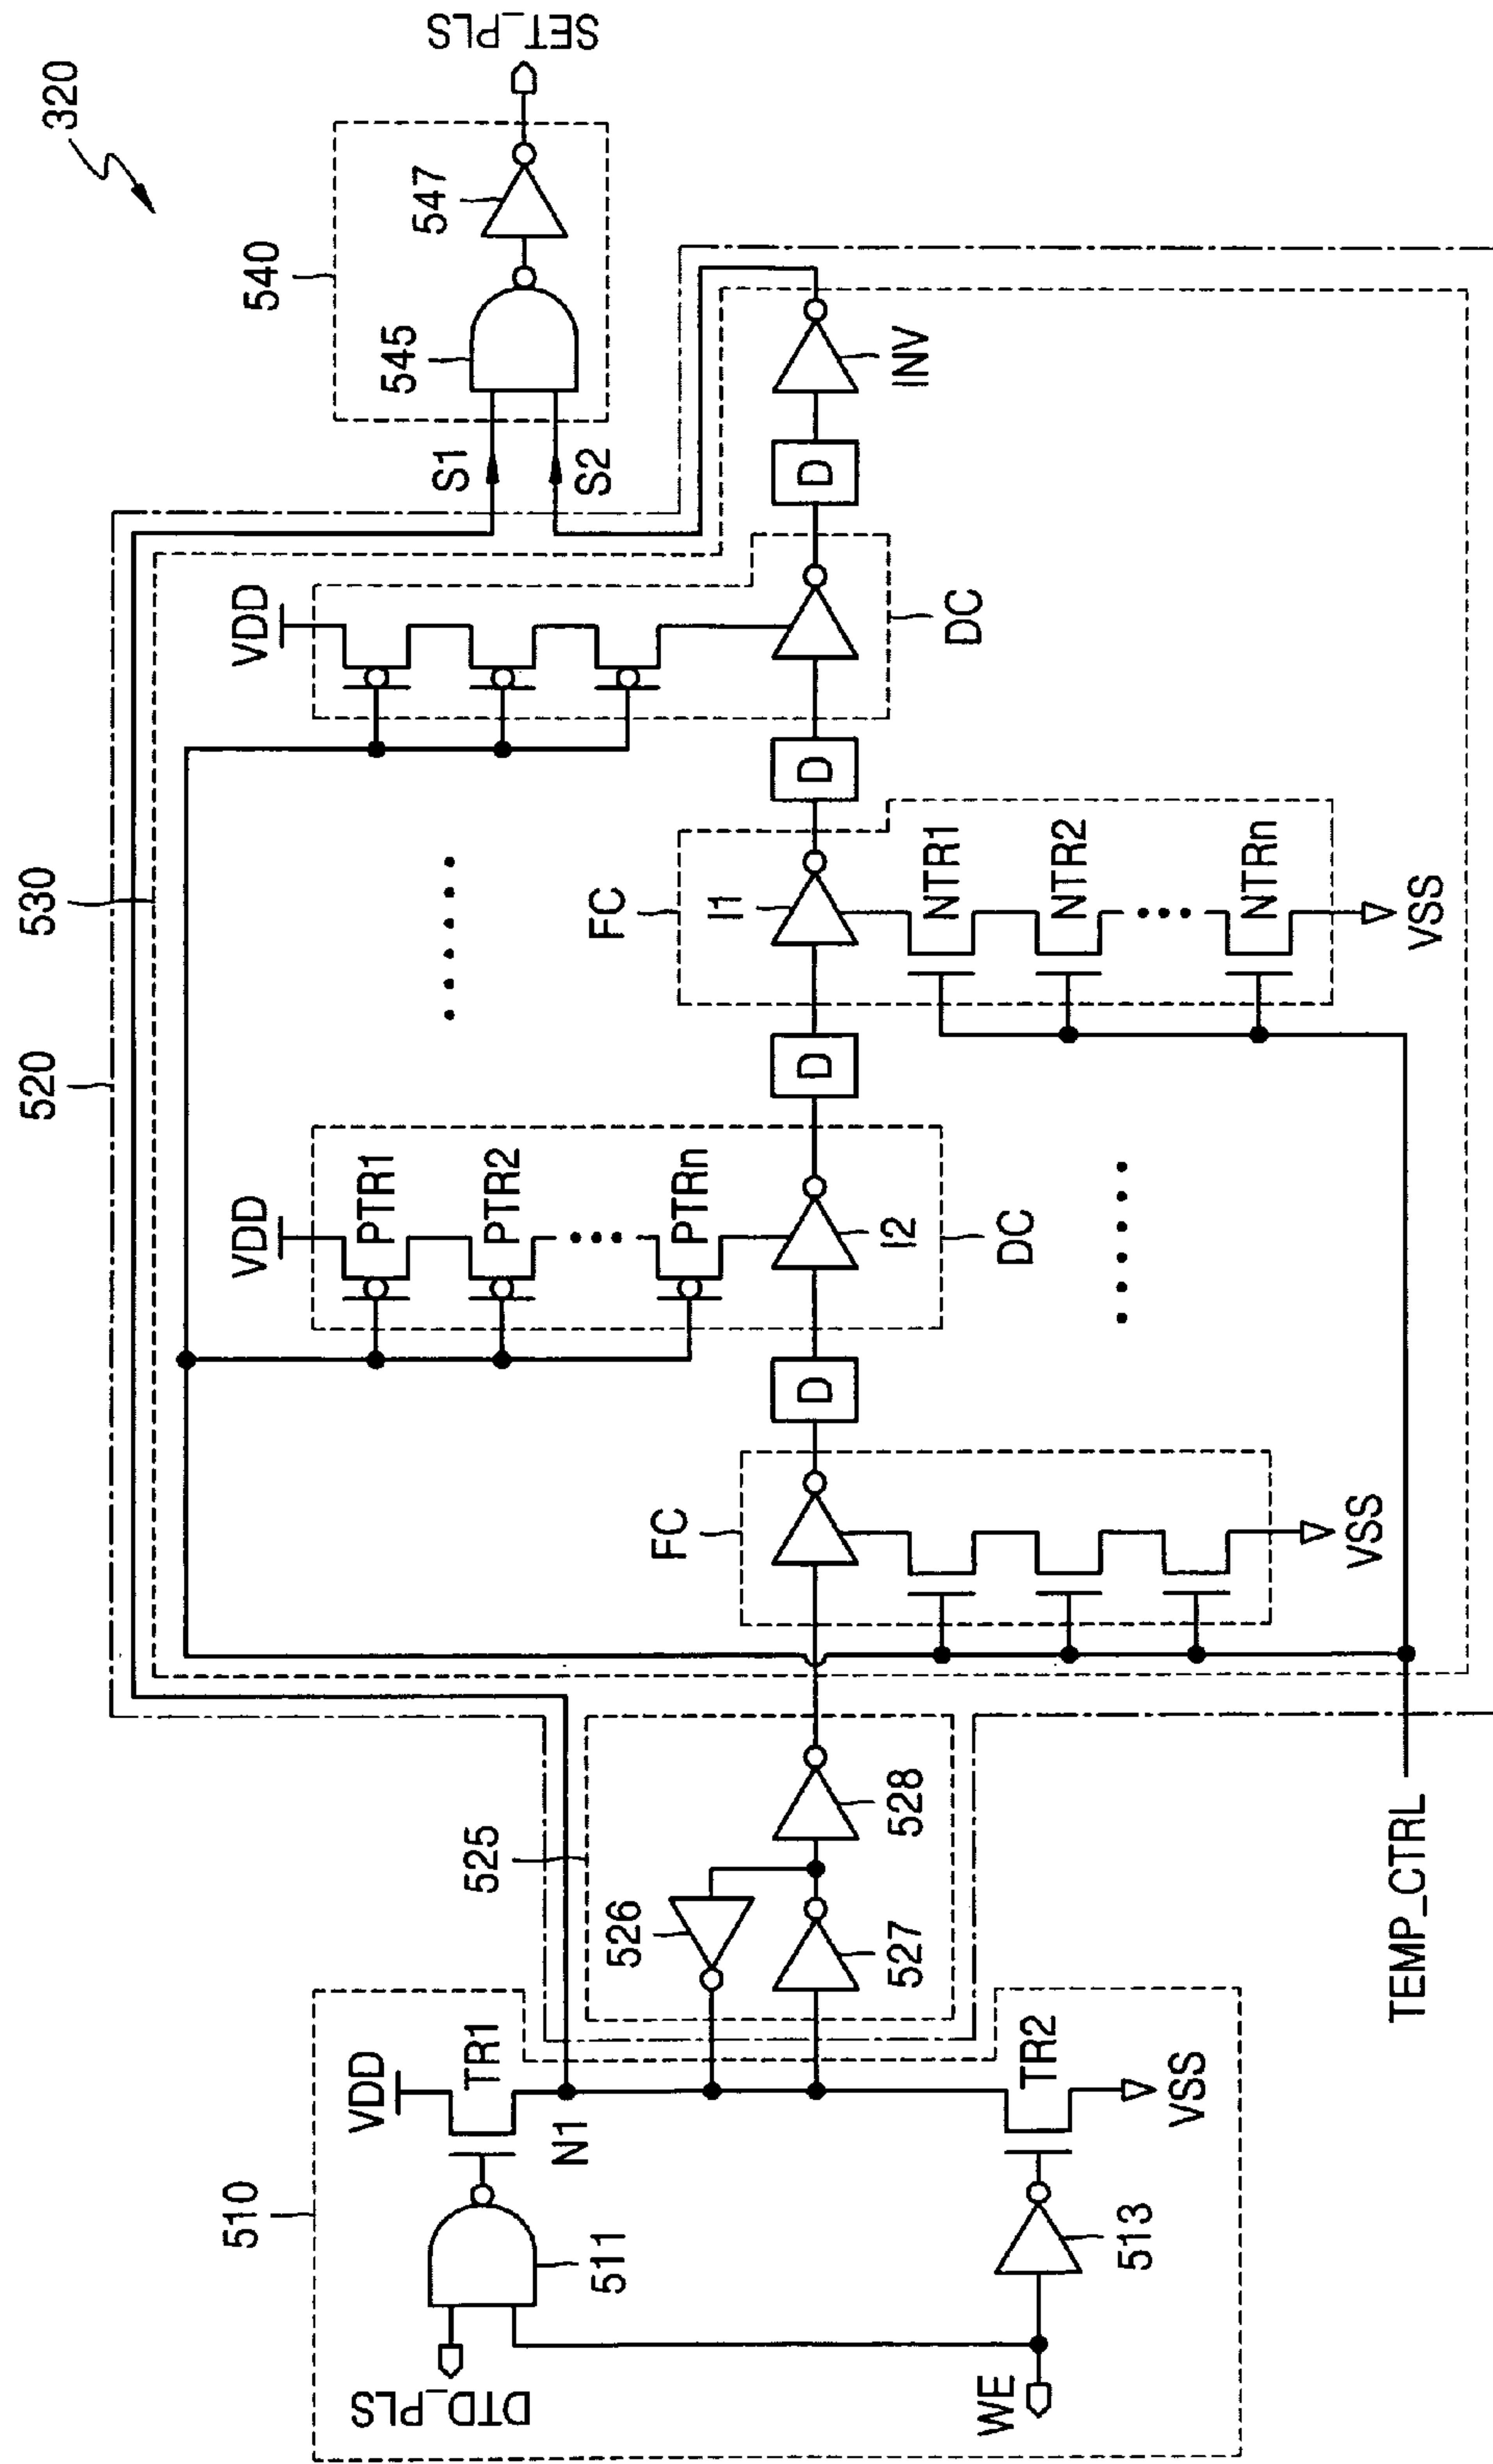 320
520
530
540
SET_PLS
547
545
S1
S2
VDD
VDD
PTR1
PTR2
PTRn
DC
I2
DC
FC
I1
NTR1
NTR2
NTRn
VSS
FC
VSS
D
D
D
D
INV
510
VDD
TR1
N1
511
DTD_PLS
WE
513
TR2
VSS
525
526
527
528
TEMP_CTRL